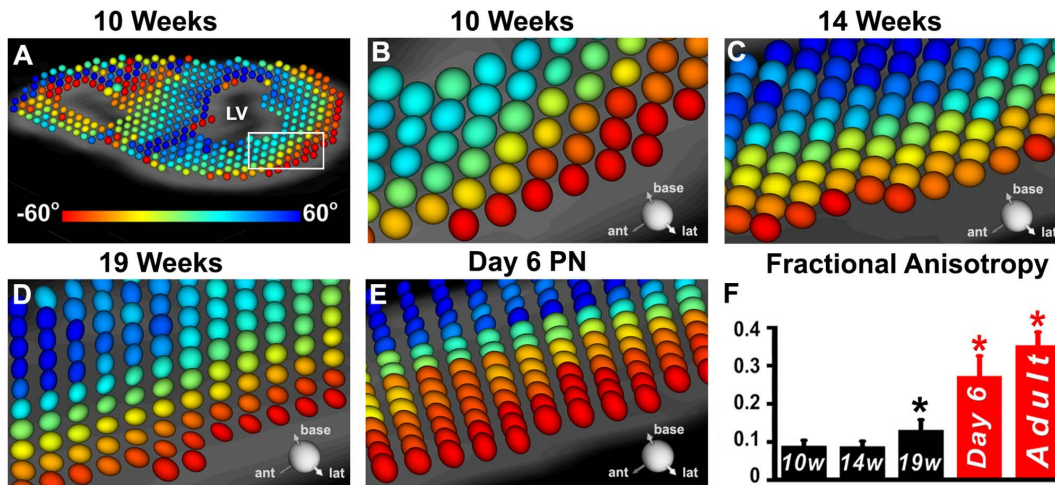 10 Weeks
A
LV
-60° 60°
10 Weeks
B
base
ant
lat
14 Weeks
C
base
ant
lat
19 Weeks
D
base
ant
lat
Day 6 PN
E
base
ant
lat
Fractional Anisotropy
F
0.4
0.3
0.2
0.1
0
*
*
*
10w
14w
19w
Day 6
Adult